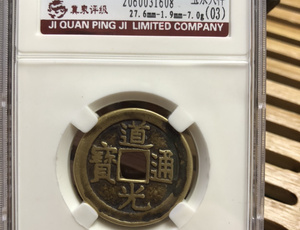 2060031608
冀泉评级
27.6mm-1.9mm-7.0g(03)
JI QUAN PING JI LIMITED COMPANY
道
寶 通
光